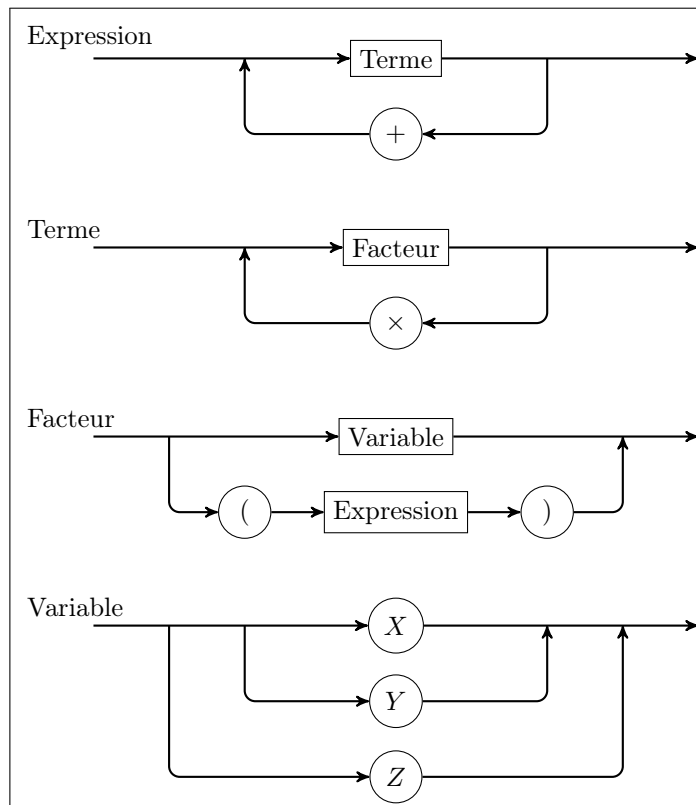 Expression
Terme
+
Terme
Facteur
×
Facteur
Variable
( Expression )
Variable
X
Y
Z